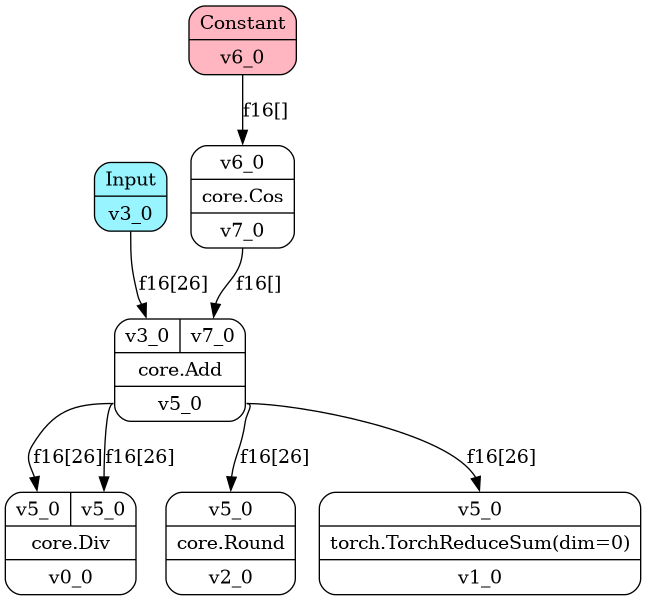 Constant
v6_0
f16[]
v6_0
core.Cos
v7_0
Input
v3_0
f16[26]
f16[]
v3_0 v7_0
core.Add
v5_0
f16[26] f16[26] f16[26] f16[26]
v5_0 v5_0
core.Div
v0_0
v5_0
core.Round
v2_0
v5_0
torch.TorchReduceSum(dim=0)
v1_0